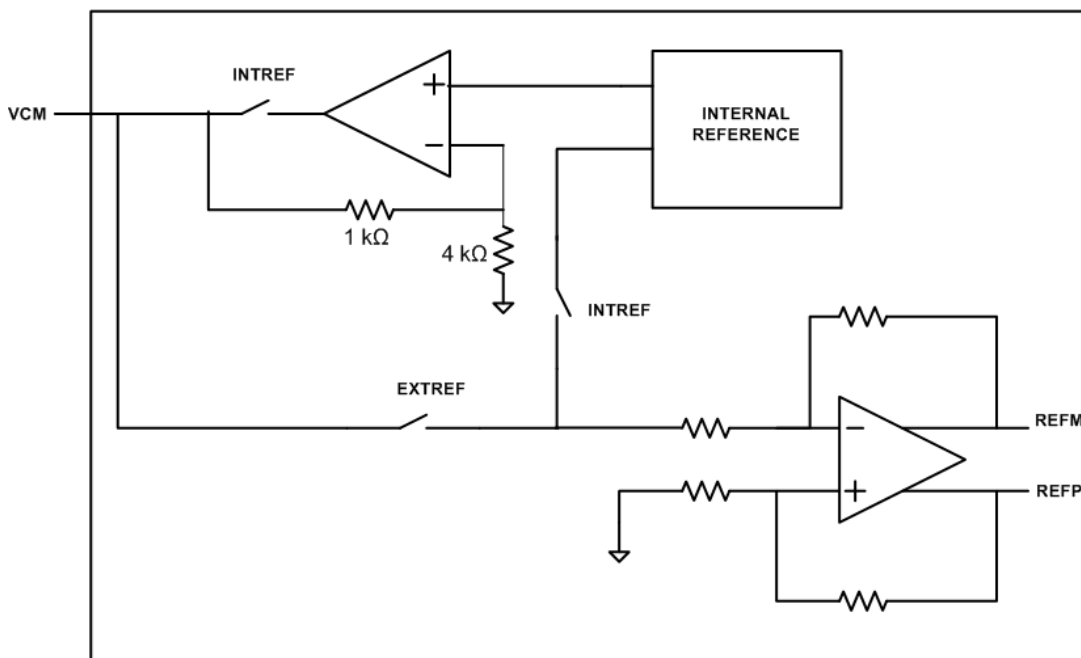 INTREF
VCM
+
−
INTERNAL
REFERENCE
1 kΩ
4 kΩ
INTREF
EXTREF
REFM
−
+
REFP